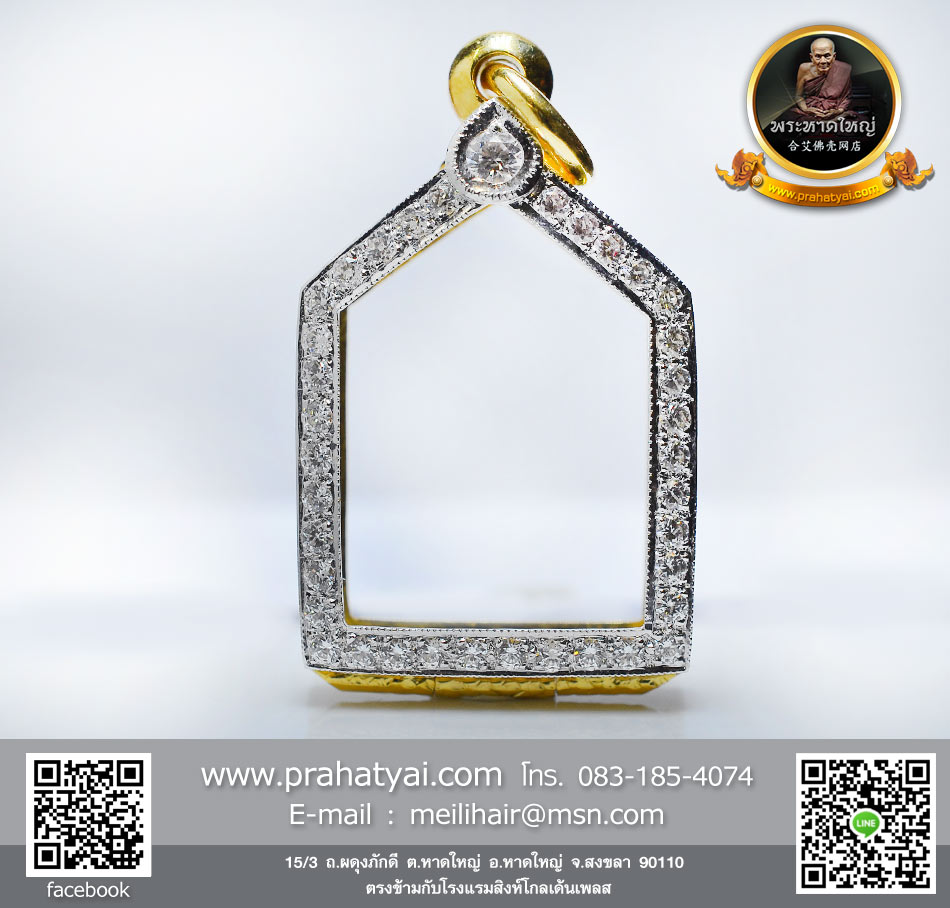 พระหาดใหญ่
合艾佛壳网店
www.prahatyai.com
www.prahatyai.com โทร. 083-185-4074
E-mail : meilihair@msn.com
15/3 ถ.ผดุงภักดี ต.หาดใหญ่ อ.หาดใหญ่ จ.สงขลา 90110
ตรงข้ามกับโรงแรมสิงห์โกลเด้นเพลส
facebook
LINE